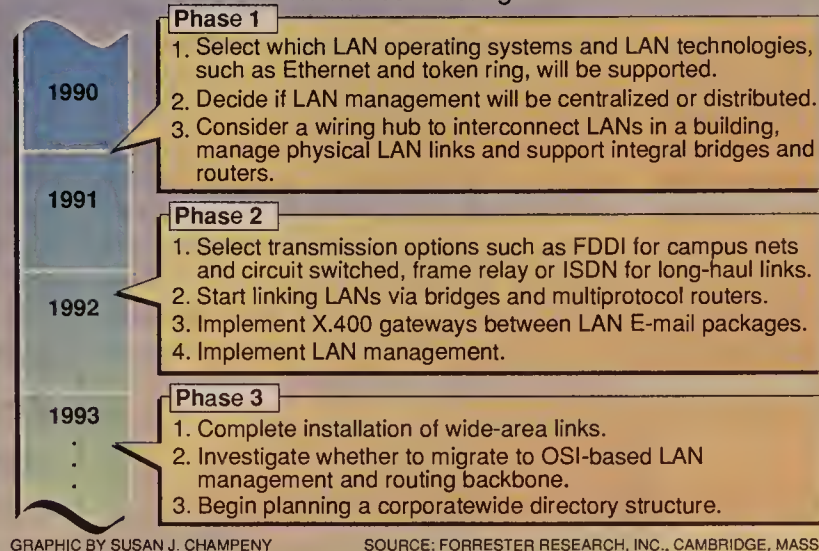 Phase 1
1. Select which LAN operating systems and LAN technologies,
such as Ethernet and token ring, will be supported.
2. Decide if LAN management will be centralized or distributed.
3. Consider a wiring hub to interconnect LANs in a building,
manage physical LAN links and support integral bridges and
routers.
1990
1991
Phase 2
1. Select transmission options such as FDDI for campus nets
and circuit switched, frame relay or ISDN for long-haul links.
2. Start linking LANs via bridges and multiprotocol routers.
3. Implement X.400 gateways between LAN E-mail packages.
4. Implement LAN management.
1992
Phase 3
1. Complete installation of wide-area links.
2. Investigate whether to migrate to OSI-based LAN
management and routing backbone.
3. Begin planning a corporatewide directory structure.
1993
GRAPHIC BY SUSAN J. CHAMPENY
SOURCE: FORRESTER RESEARCH, INC., CAMBRIDGE, MASS.